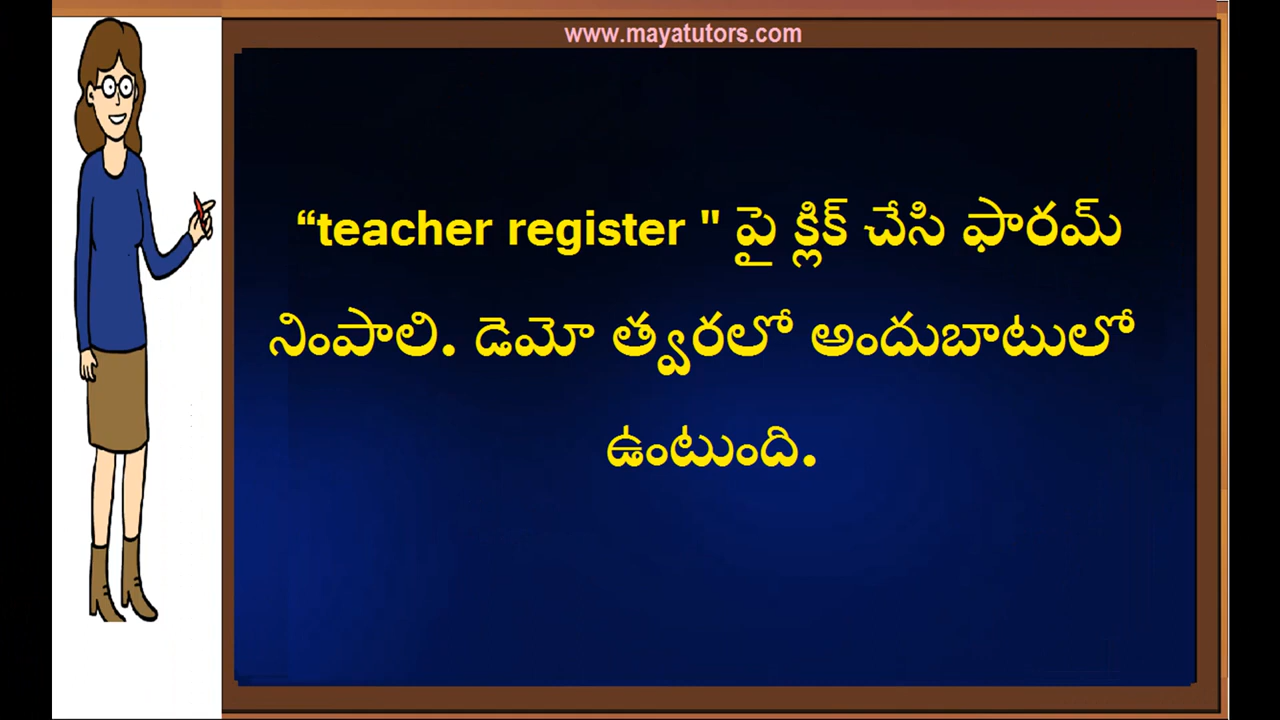 www.mayatutors.com
“teacher register " పై క్లిక్ చేసి ఫారమ్
నింపాలి. డెమో త్వరలో అందుబాటులో
ఉంటుంది.